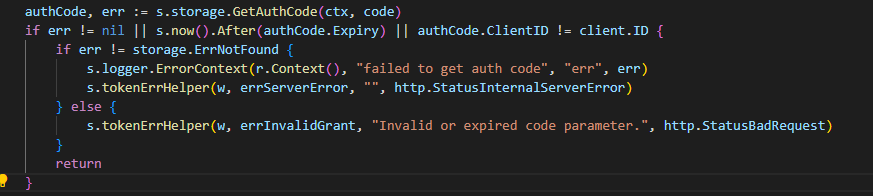 authCode, err := s.storage.GetAuthCode(ctx, code)
if err != nil || s.now().After(authCode.Expiry) || authCode.ClientID != client.ID {
    if err != storage.ErrNotFound {
        s.logger.ErrorContext(r.Context(), "failed to get auth code", "err", err)
        s.tokenErrHelper(w, errServerError, "", http.StatusInternalServerError)
    } else {
        s.tokenErrHelper(w, errInvalidGrant, "Invalid or expired code parameter.", http.StatusBadRequest)
    }
    return
}